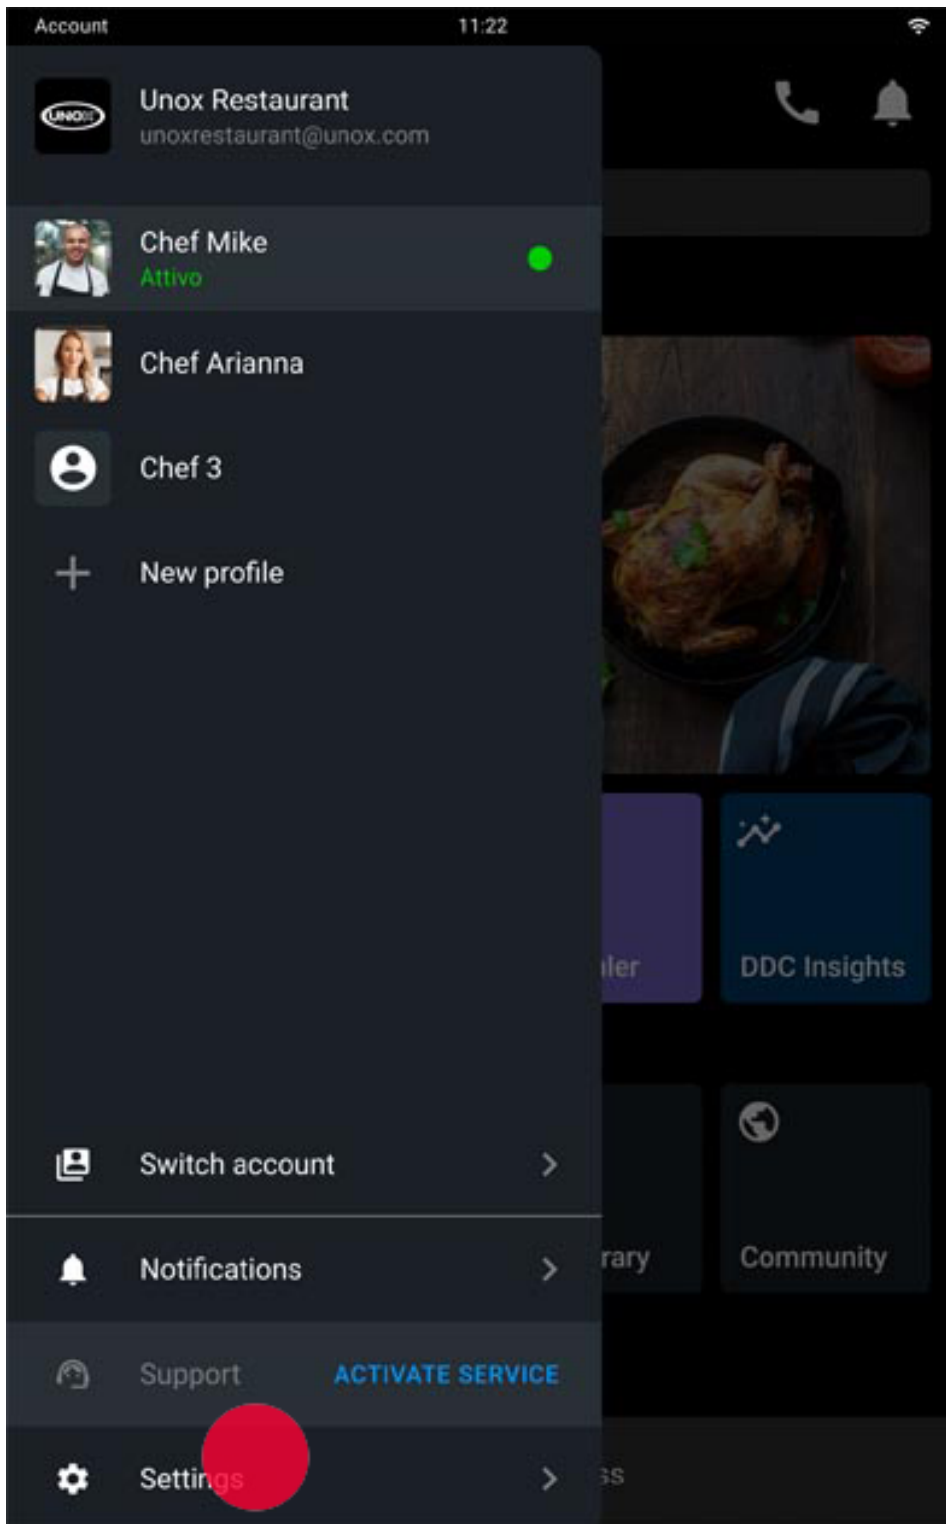 Account
11:22
UNOX
Unox Restaurant
unoxrestaurant@unox.com
Chef Mike
Attivo
Chef Arianna
Chef 3
New profile
ler
DDC Insights
Switch account
Notifications
rary
Community
Support
ACTIVATE SERVICE
Settings
ss